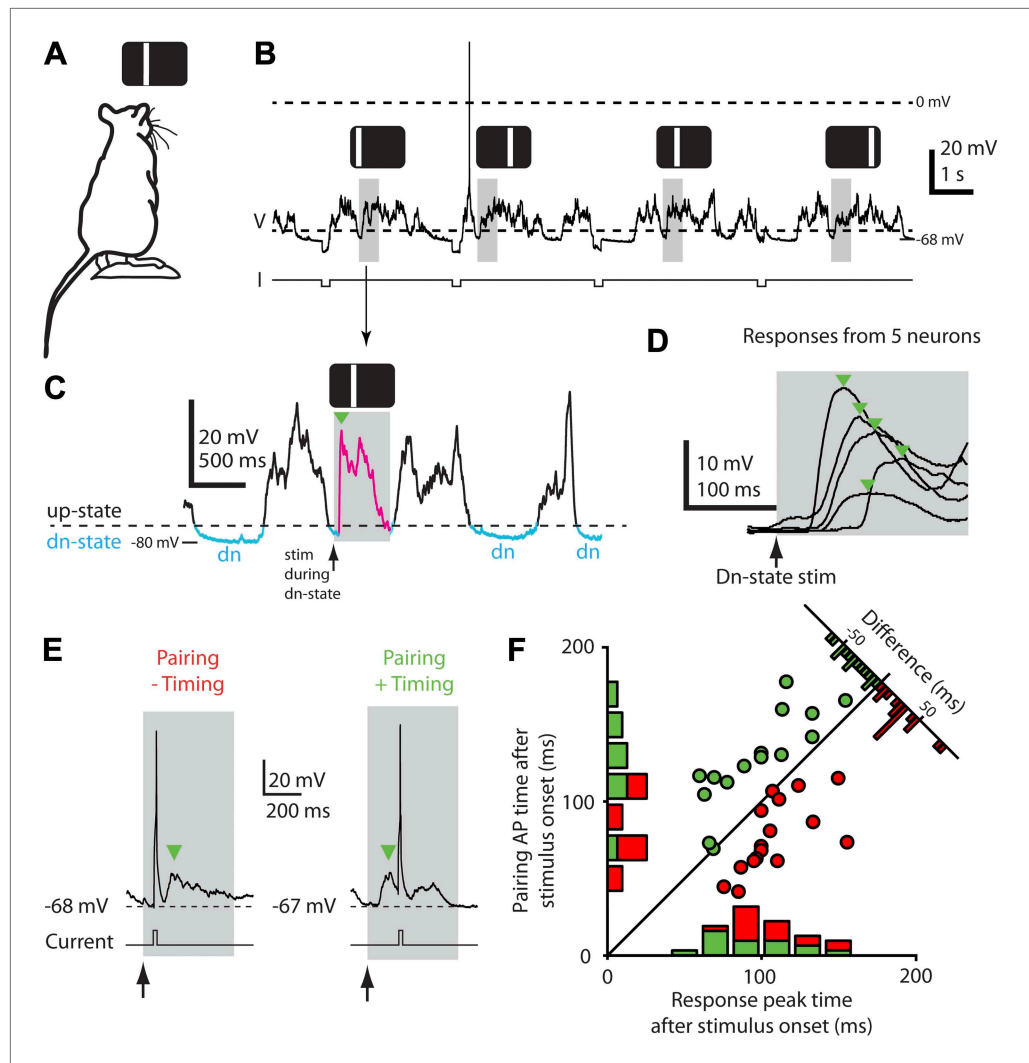 A
B
0 mV
20 mV
1 s
V
-68 mV
I
C
20 mV
500 ms
up-state
dn-state
-80 mV
dn
stim
during
dn-state
dn
dn
D
Responses from 5 neurons
10 mV
100 ms
Dn-state stim
E
Pairing
- Timing
Pairing
+ Timing
20 mV
200 ms
-68 mV
-67 mV
Current
F
200
100
0
Pairing AP time after
stimulus onset (ms)
0
100
200
Response peak time
after stimulus onset (ms)
Difference (ms)
-50
50